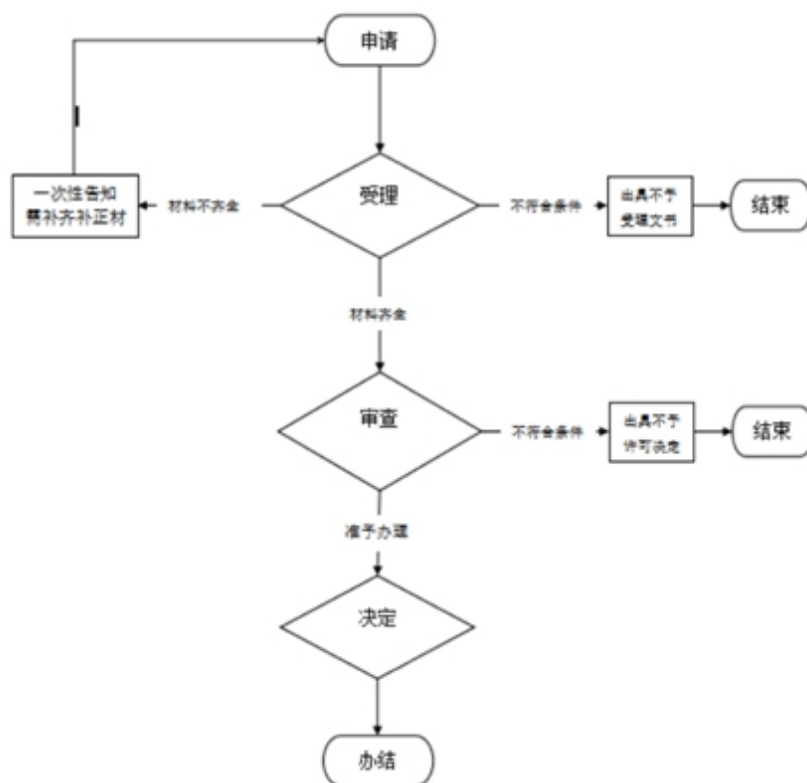 申请
受理
一次性告知
需补齐补正材
材料不齐全
不符合条件
出具不予
受理文书
结束
材料齐全
审查
不符合条件
出具不予
许可决定
结束
准予办理
决定
办结